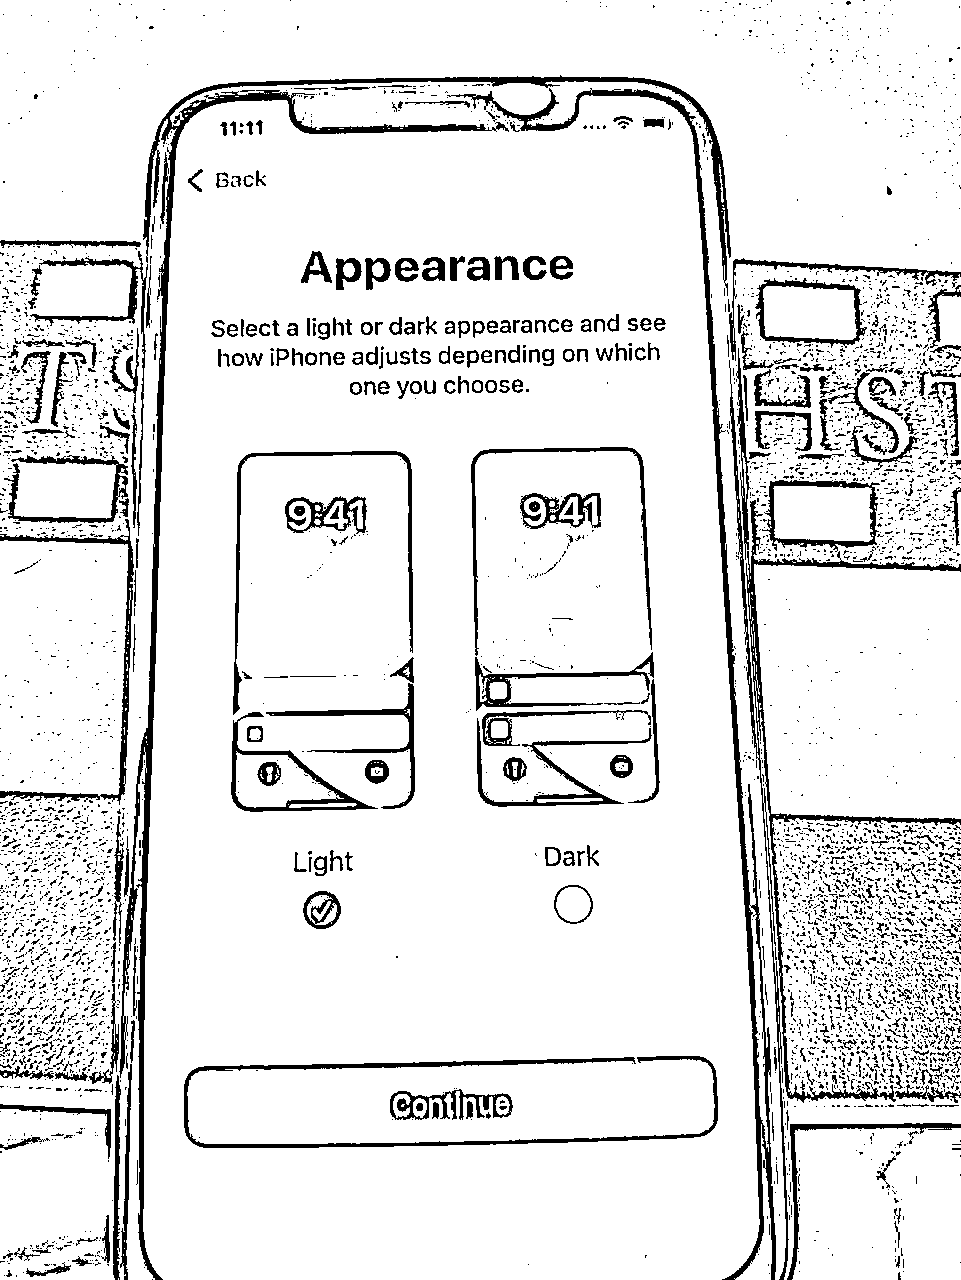 11:11
Back
Appearance
Select a light or dark appearance and see
how iPhone adjusts depending on which
one you choose.
TS
HST
9:41
9:41
Light
Dark
Continue